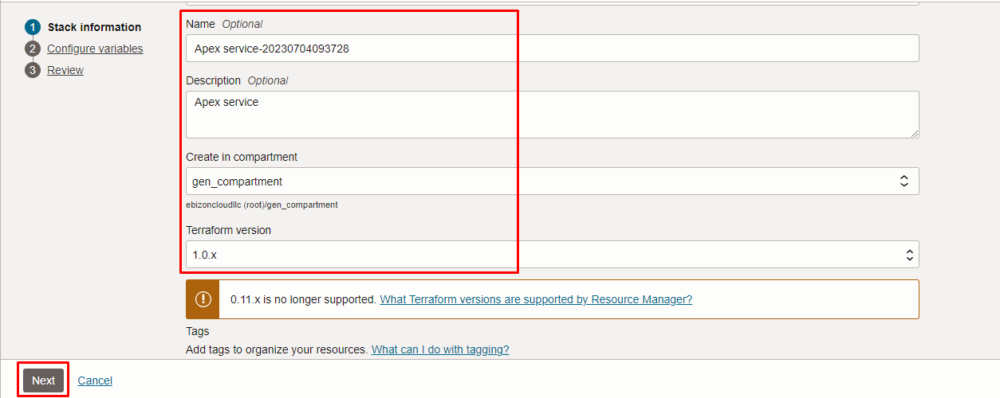 1 Stack information
2 Configure variables
3 Review
Name Optional
Apex service-20230704093728
Description Optional
Apex service
Create in compartment
gen_compartment
ebizoncloudllc (root)/gen_compartment
Terraform version
1.0.x
0.11.x is no longer supported. What Terraform versions are supported by Resource Manager?
Tags
Add tags to organize your resources. What can I do with tagging?
Next Cancel